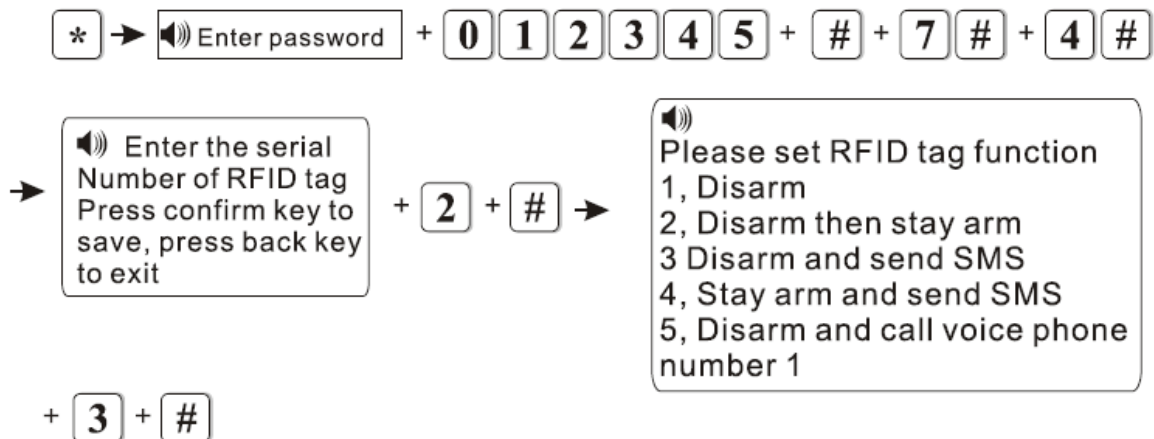 * Enter password + 0 1 2 3 4 5 + # + 7 # + 4 #
Enter the serial
Number of RFID tag
Press confirm key to
save, press back key
to exit
+ 2 + #
Please set RFID tag function
1, Disarm
2, Disarm then stay arm
3 Disarm and send SMS
4, Stay arm and send SMS
5, Disarm and call voice phone
number 1
+ 3 + #